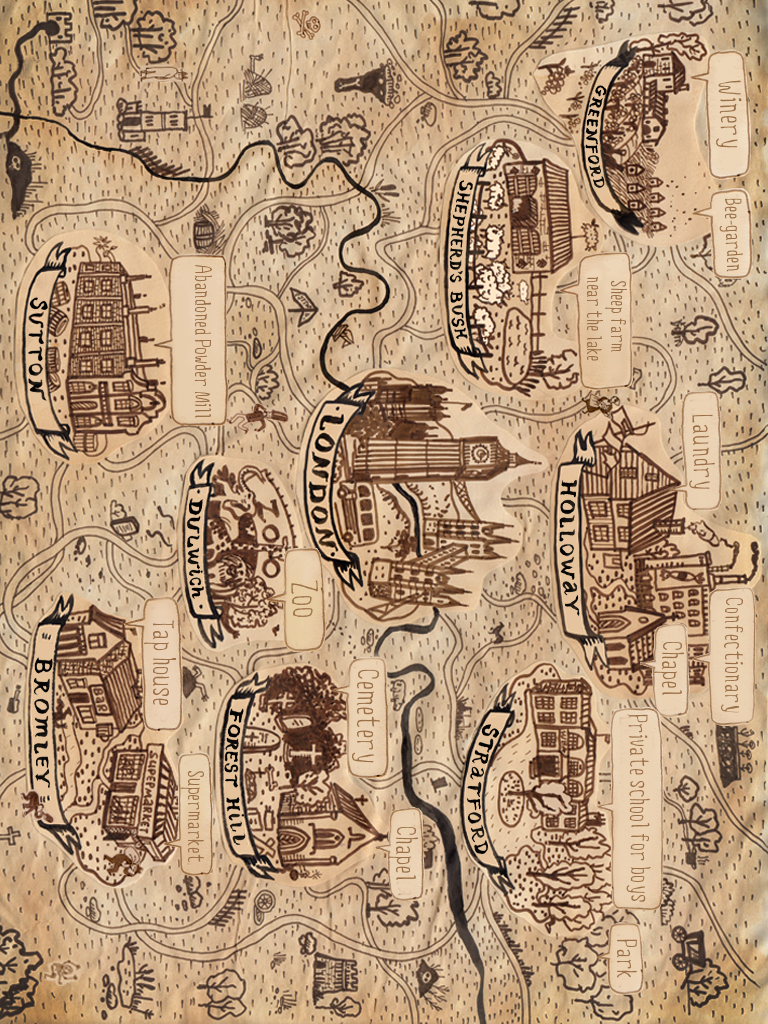 Winery
Bee-garden
GREENFORD
Sheep farm
near the lake
SHEPHERD'S BUSH
Abandoned Powder Mill
SUTTON
LONDON
Laundry
Confectionary
Chapel
HOLLOWAY
ZOO
Zoo
DULWICH
Tap house
BAR
Supermarket
SUPERMARKET
BROMLEY
Cemetery
Chapel
FOREST HILL
Private school for boys
Park
STRATFORD